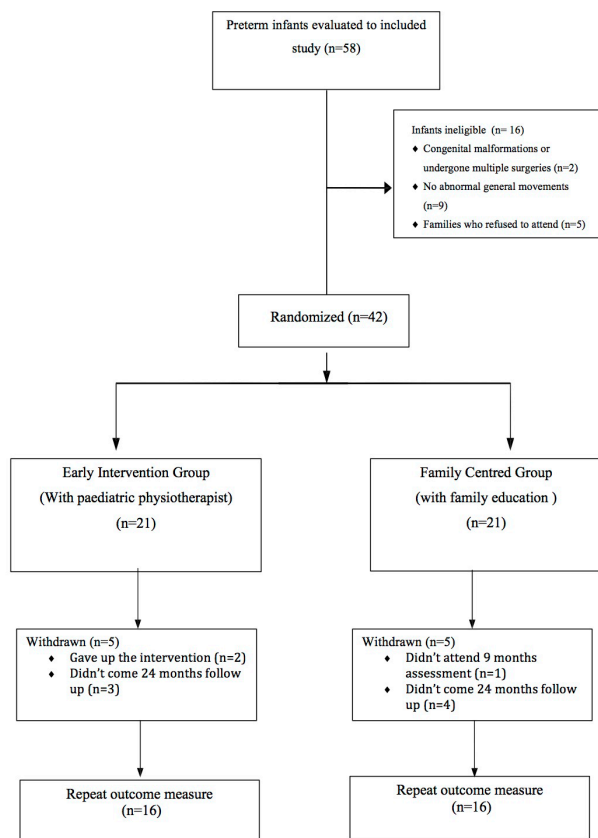 Preterm infants evaluated to included
study (n=58)
Infants ineligible (n= 16)
♦ Congenital malformations or
undergone multiple surgeries (n=2)
♦ No abnormal general movements
(n=9)
♦ Families who refused to attend (n=5)
Randomized (n=42)
Early Intervention Group
(With paediatric physiotherapist)
(n=21)
Family Centred Group
(with family education )
(n=21)
Withdrawn (n=5)
♦ Gave up the intervention (n=2)
♦ Didn’t come 24 months follow
up (n=3)
Withdrawn (n=5)
♦ Didn’t attend 9 months
assessment (n=1)
♦ Didn’t come 24 months follow
up (n=4)
Repeat outcome measure
(n=16)
Repeat outcome measure
(n=16)